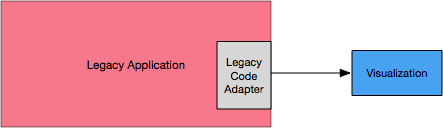 Legacy Application
Legacy
Code
Adapter
Visualization